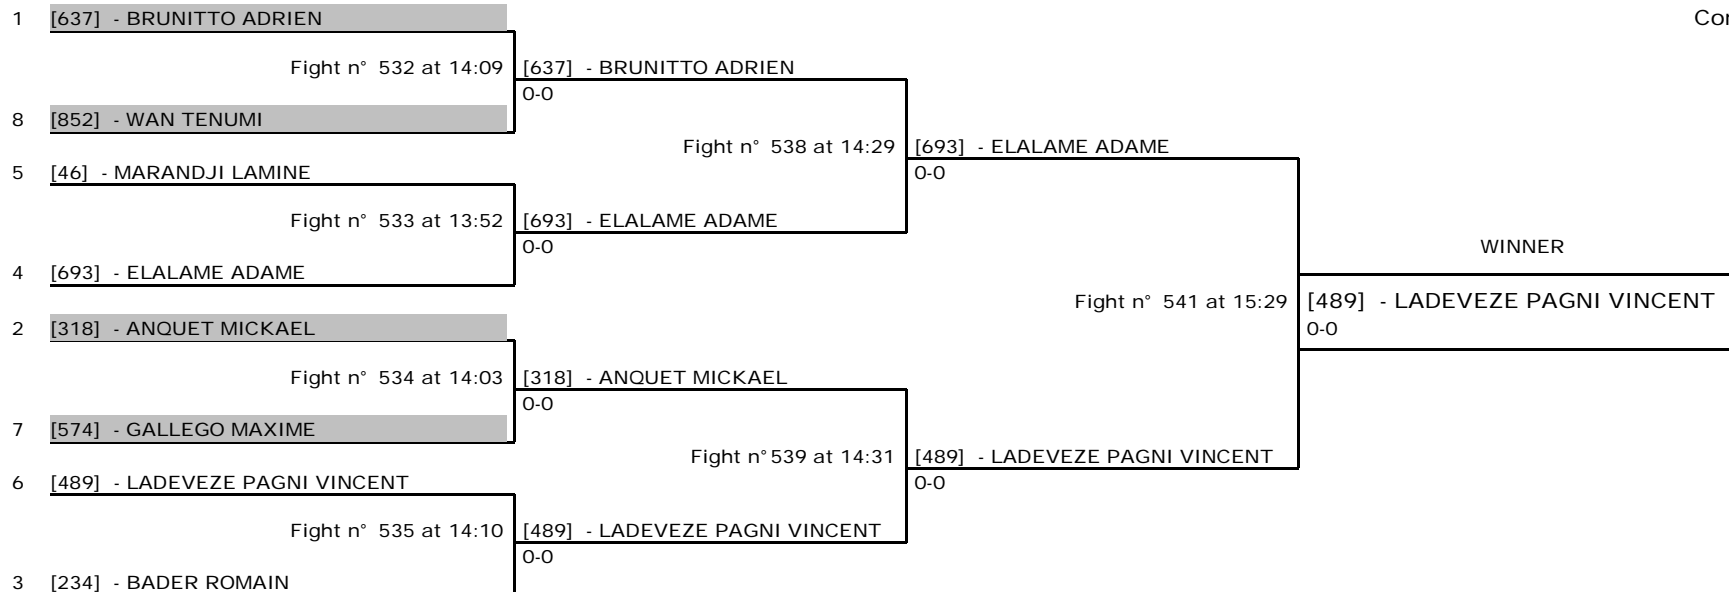 1 [637] - BRUNITTO ADRIEN
Cor
Fight n° 532 at 14:09
[637] - BRUNITTO ADRIEN
0-0
8 [852] - WAN TENUMI
Fight n° 538 at 14:29
[693] - ELALAME ADAME
0-0
5 [46] - MARANDJI LAMINE
Fight n° 533 at 13:52
[693] - ELALAME ADAME
0-0
WINNER
4 [693] - ELALAME ADAME
Fight n° 541 at 15:29
[489] - LADEVEZE PAGNI VINCENT
0-0
2 [318] - ANQUET MICKAEL
Fight n° 534 at 14:03
[318] - ANQUET MICKAEL
0-0
7 [574] - GALLEGO MAXIME
Fight n°539 at 14:31
[489] - LADEVEZE PAGNI VINCENT
0-0
6 [489] - LADEVEZE PAGNI VINCENT
Fight n° 535 at 14:10
[489] - LADEVEZE PAGNI VINCENT
0-0
3 [234] - BADER ROMAIN